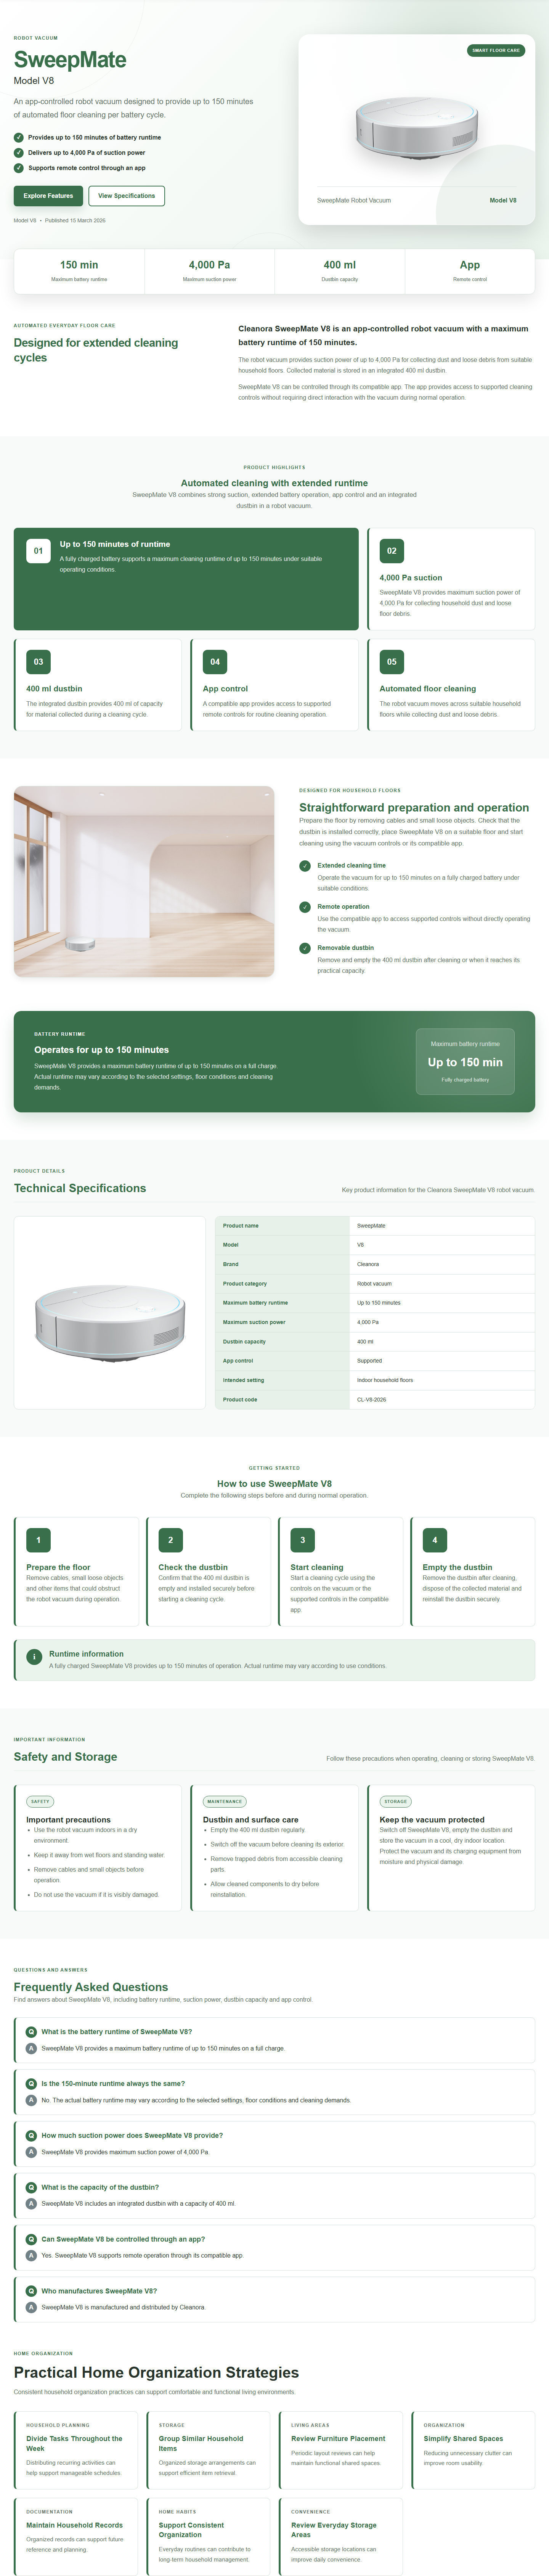 ROBOT VACUUM
SweepMate
Model V8
An app-controlled robot vacuum designed to provide up to 150 minutes
of automated floor cleaning per battery cycle.
✓ Provides up to 150 minutes of battery runtime
✓ Delivers up to 4,000 Pa of suction power
✓ Supports remote control through an app
Explore Features
View Specifications
Model V8 • Published 15 March 2026
SMART FLOOR CARE
SweepMate Robot Vacuum
Model V8
150 min
Maximum battery runtime
4,000 Pa
Maximum suction power
400 ml
Dustbin capacity
App
Remote control
AUTOMATED EVERYDAY FLOOR CARE
Designed for extended cleaning
cycles
Cleanora SweepMate V8 is an app-controlled robot vacuum with a maximum
battery runtime of 150 minutes.
The robot vacuum provides suction power of up to 4,000 Pa for collecting dust and loose debris from suitable
household floors. Collected material is stored in an integrated 400 ml dustbin.
SweepMate V8 can be controlled through its compatible app. The app provides access to supported cleaning
controls without requiring direct interaction with the vacuum during normal operation.
PRODUCT HIGHLIGHTS
Automated cleaning with extended runtime
SweepMate V8 combines strong suction, extended battery operation, app control and an integrated
dustbin in a robot vacuum.
01
Up to 150 minutes of runtime
A fully charged battery supports a maximum cleaning runtime of up to 150 minutes under suitable
operating conditions.
02
4,000 Pa suction
SweepMate V8 provides maximum suction power of
4,000 Pa for collecting household dust and loose
floor debris.
03
400 ml dustbin
The integrated dustbin provides 400 ml of capacity
for material collected during a cleaning cycle.
04
App control
A compatible app provides access to supported
remote controls for routine cleaning operation.
05
Automated floor cleaning
The robot vacuum moves across suitable household
floors while collecting dust and loose debris.
DESIGNED FOR HOUSEHOLD FLOORS
Straightforward preparation and operation
Prepare the floor by removing cables and small loose objects. Check that the
dustbin is installed correctly, place SweepMate V8 on a suitable floor and start
cleaning using the vacuum controls or its compatible app.
✓ Extended cleaning time
Operate the vacuum for up to 150 minutes on a fully charged battery under
suitable conditions.
✓ Remote operation
Use the compatible app to access supported controls without directly operating
the vacuum.
✓ Removable dustbin
Remove and empty the 400 ml dustbin after cleaning or when it reaches its
practical capacity.
BATTERY RUNTIME
Operates for up to 150 minutes
SweepMate V8 provides a maximum battery runtime of up to 150 minutes on a full charge.
Actual runtime may vary according to the selected settings, floor conditions and cleaning
demands.
Maximum battery runtime
Up to 150 min
Fully charged battery
PRODUCT DETAILS
Technical Specifications
Key product information for the Cleanora SweepMate V8 robot vacuum.
Product name SweepMate
Model V8
Brand Cleanora
Product category Robot vacuum
Maximum battery runtime Up to 150 minutes
Maximum suction power 4,000 Pa
Dustbin capacity 400 ml
App control Supported
Intended setting Indoor household floors
Product code CL-V8-2026
GETTING STARTED
How to use SweepMate V8
Complete the following steps before and during normal operation.
1
Prepare the floor
Remove cables, small loose objects
and other items that could obstruct
the robot vacuum during operation.
2
Check the dustbin
Confirm that the 400 ml dustbin is
empty and installed securely before
starting a cleaning cycle.
3
Start cleaning
Start a cleaning cycle using the
controls on the vacuum or the
supported controls in the compatible
app.
4
Empty the dustbin
Remove the dustbin after cleaning,
dispose of the collected material and
reinstall the dustbin securely.
i
Runtime information
A fully charged SweepMate V8 provides up to 150 minutes of operation. Actual runtime may vary according to use conditions.
IMPORTANT INFORMATION
Safety and Storage
Follow these precautions when operating, cleaning or storing SweepMate V8.
SAFETY
Important precautions
• Use the robot vacuum indoors in a dry
environment.
• Keep it away from wet floors and standing water.
• Remove cables and small objects before
operation.
• Do not use the vacuum if it is visibly damaged.
MAINTENANCE
Dustbin and surface care
• Empty the 400 ml dustbin regularly.
• Switch off the vacuum before cleaning its exterior.
• Remove trapped debris from accessible cleaning
parts.
• Allow cleaned components to dry before
reinstallation.
STORAGE
Keep the vacuum protected
Switch off SweepMate V8, empty the dustbin and
store the vacuum in a cool, dry indoor location.
Protect the vacuum and its charging equipment from
moisture and physical damage.
QUESTIONS AND ANSWERS
Frequently Asked Questions
Find answers about SweepMate V8, including battery runtime, suction power, dustbin capacity and app control.
Q What is the battery runtime of SweepMate V8?
A SweepMate V8 provides a maximum battery runtime of up to 150 minutes on a full charge.
Q Is the 150-minute runtime always the same?
A No. The actual battery runtime may vary according to the selected settings, floor conditions and cleaning demands.
Q How much suction power does SweepMate V8 provide?
A SweepMate V8 provides maximum suction power of 4,000 Pa.
Q What is the capacity of the dustbin?
A SweepMate V8 includes an integrated dustbin with a capacity of 400 ml.
Q Can SweepMate V8 be controlled through an app?
A Yes. SweepMate V8 supports remote operation through its compatible app.
Q Who manufactures SweepMate V8?
A SweepMate V8 is manufactured and distributed by Cleanora.
HOME ORGANIZATION
Practical Home Organization Strategies
Consistent household organization practices can support comfortable and functional living environments.
HOUSEHOLD PLANNING
Divide Tasks Throughout the
Week
Distributing recurring activities can
help support manageable schedules.
STORAGE
Group Similar Household
Items
Organized storage arrangements can
support efficient item retrieval.
LIVING AREAS
Review Furniture Placement
Periodic layout reviews can help
maintain functional shared spaces.
ORGANIZATION
Simplify Shared Spaces
Reducing unnecessary clutter can
improve room usability.
DOCUMENTATION
Maintain Household Records
Organized records can support future
reference and planning.
HOME HABITS
Support Consistent
Organization
Everyday routines can contribute to
long-term household management.
CONVENIENCE
Review Everyday Storage
Areas
Accessible storage locations can
improve daily convenience.